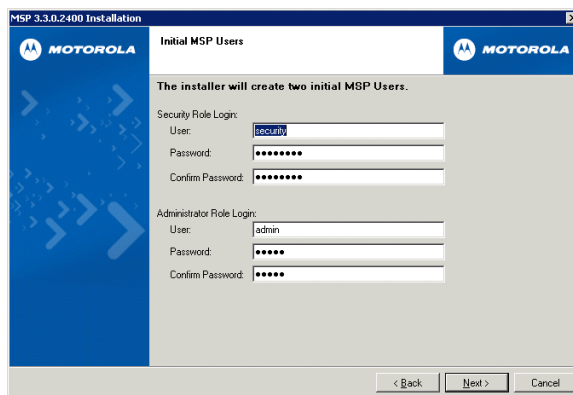 MSP 3.3.0.2400 Installation
MOTOROLA
Initial MSP Users
MOTOROLA
The installer will create two initial MSP Users.
Security Role Login:
User: security
Password: ●●●●●●●●
Confirm Password: ●●●●●●●●
Administrator Role Login:
User: admin
Password: ●●●●●
Confirm Password: ●●●●●
< Back Next > Cancel